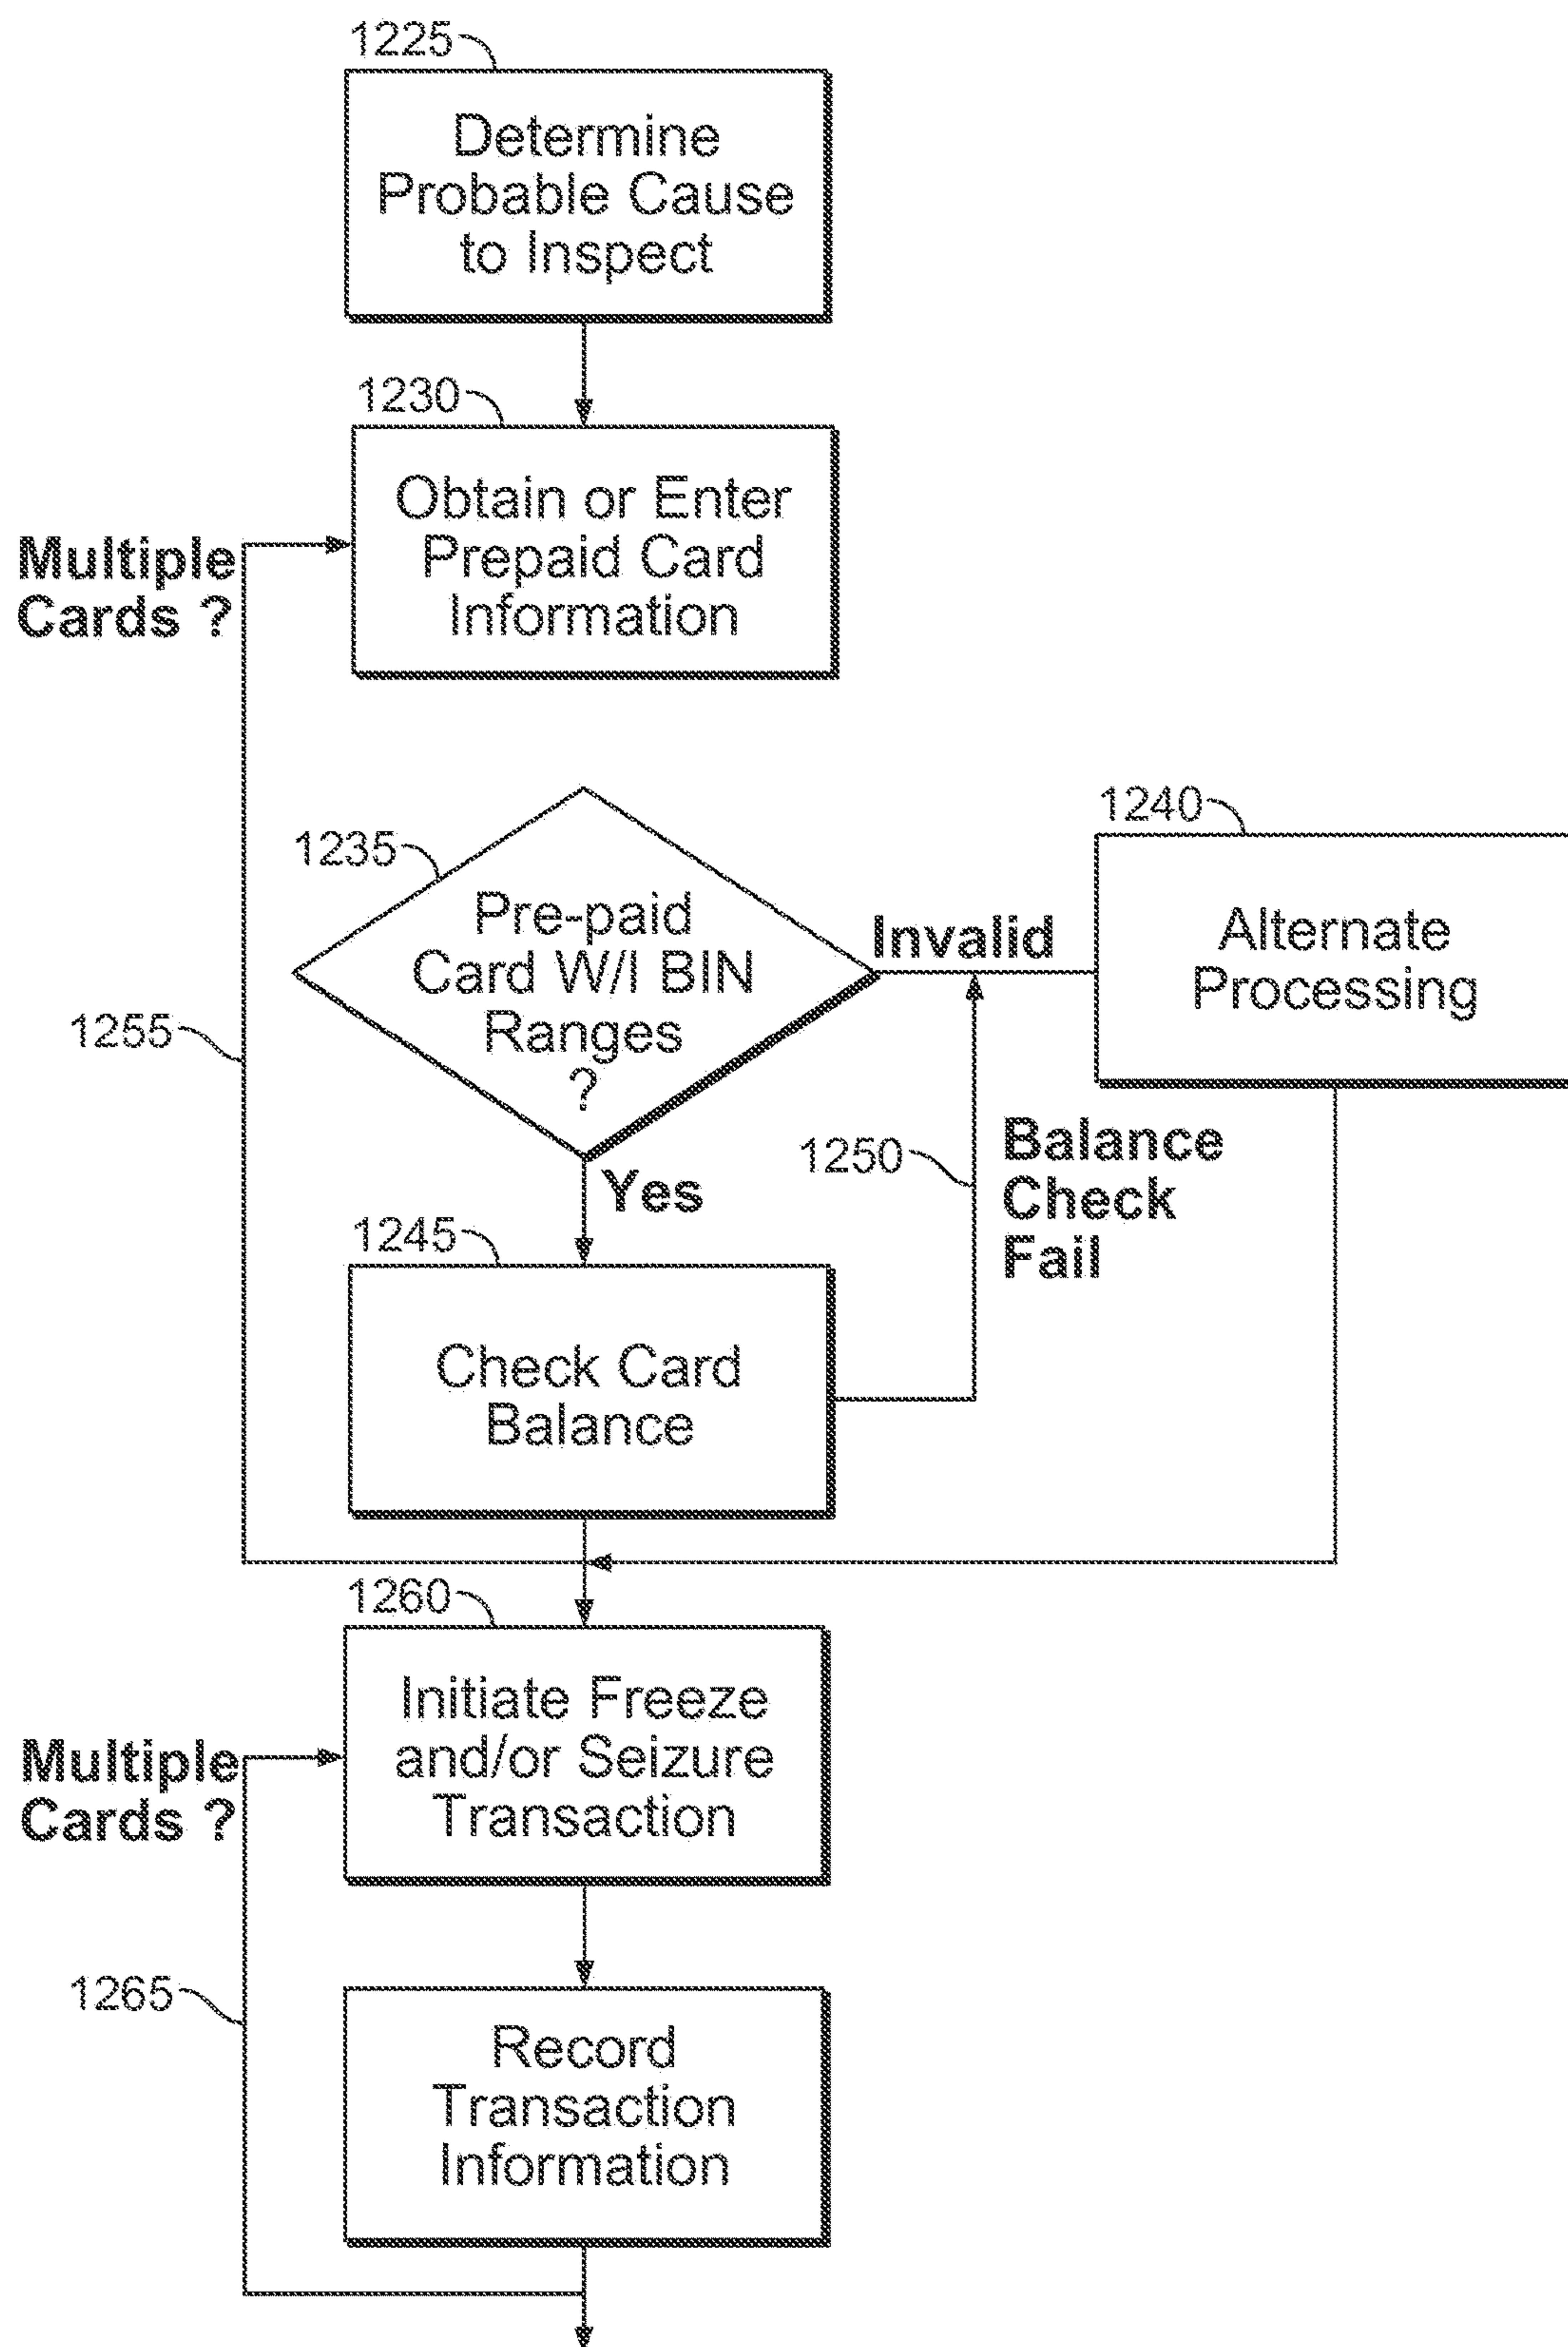 1225
Determine
Probable Cause
to Inspect
1230
Obtain or Enter
Prepaid Card
Information
Multiple
Cards ?
1235
Pre-paid
Card W/I BIN
Ranges
?
Invalid
1240
Alternate
Processing
1255
1250
Balance
Check
Fail
Yes
1245
Check Card
Balance
1260
Initiate Freeze
and/or Seizure
Transaction
Multiple
Cards ?
1265
Record
Transaction
Information